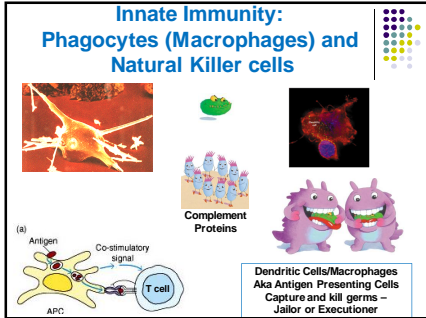 Innate Immunity:
Phagocytes (Macrophages) and
Natural Killer cells
Complement
Proteins
(a)
Antigen
Co-stimulatory
signal
T cell
APC
Dendritic Cells/Macrophages
Aka Antigen Presenting Cells
Capture and kill germs –
Jailor or Executioner